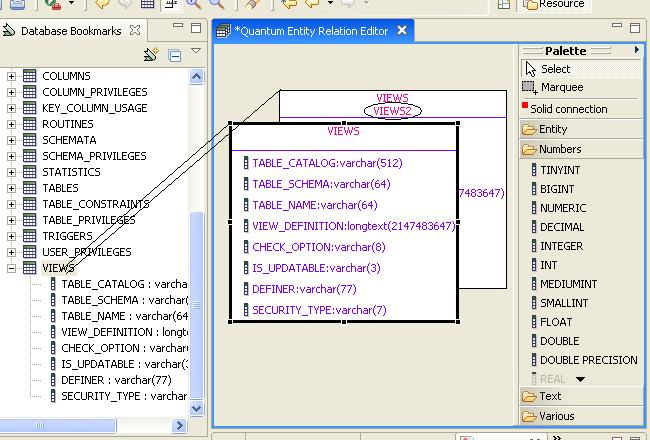 Resource
Database Bookmarks
COLUMNS
COLUMN_PRIVILEGES
KEY_COLUMN_USAGE
ROUTINES
SCHEMATA
SCHEMA_PRIVILEGES
STATISTICS
TABLES
TABLE_CONSTRAINTS
TABLE_PRIVILEGES
TRIGGERS
USER_PRIVILEGES
VIEWS
TABLE_CATALOG : varcha
TABLE_SCHEMA : varchar
TABLE_NAME : varchar(64
VIEW_DEFINITION : longte
CHECK_OPTION : varchar(
IS_UPDATABLE : varchar(3
DEFINER : varchar(77)
SECURITY_TYPE : varchar(
*Quantum Entity Relation Editor
VIEWS
VIEWS2
7483647)
VIEWS
TABLE_CATALOG:varchar(512)
TABLE_SCHEMA:varchar(64)
TABLE_NAME:varchar(64)
VIEW_DEFINITION:longtext(2147483647)
CHECK_OPTION:varchar(8)
IS_UPDATABLE:varchar(3)
DEFINER:varchar(77)
SECURITY_TYPE:varchar(7)
Palette
Select
Marquee
Solid connection
Entity
Numbers
TINYINT
BIGINT
NUMERIC
DECIMAL
INTEGER
INT
MEDIUMINT
SMALLINT
FLOAT
DOUBLE
DOUBLE PRECISION
REAL
Text
Various